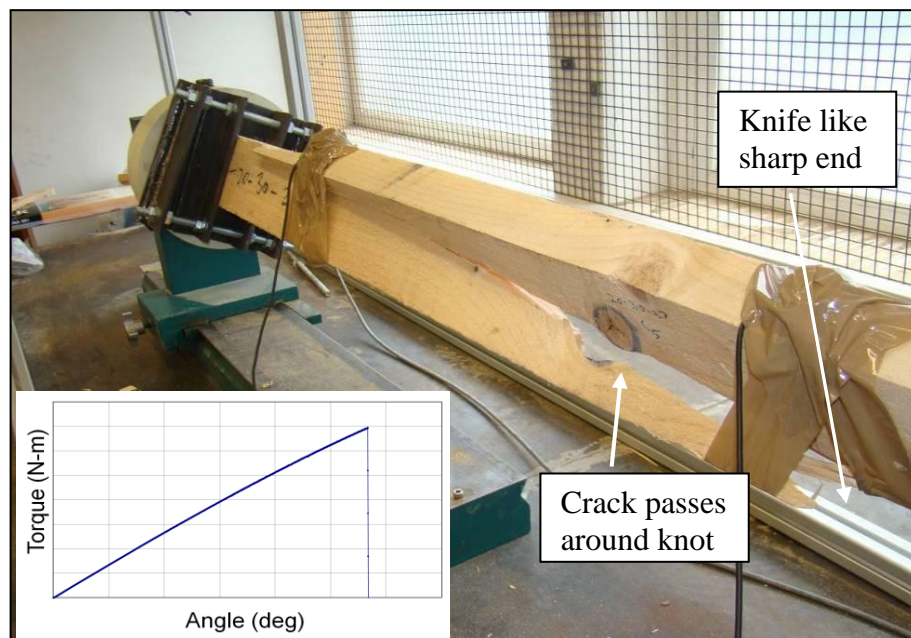 Knife like
sharp end
Crack passes
around knot
Torque (N-m)
Angle (deg)